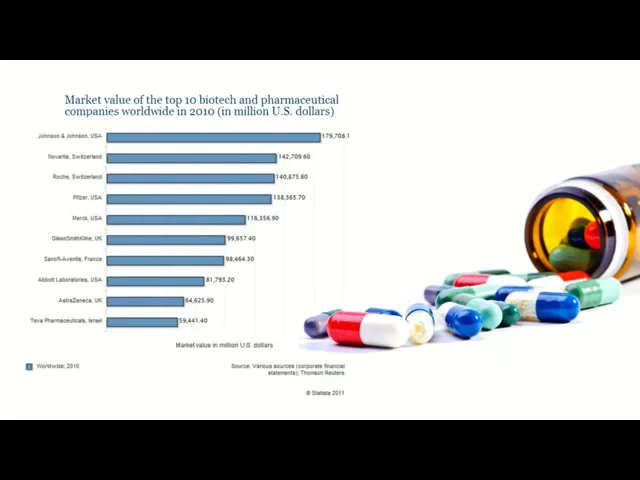 Market value of the top 10 biotech and pharmaceutical
companies worldwide in 2010 (in million U.S. dollars)
Johnson & Johnson, USA 179,708.1
Novartis, Switzerland 142,709.60
Roche, Switzerland 140,875.60
Pfizer, USA 138,365.70
Merck, USA 116,356.90
GlaxoSmithKline, UK 99,657.40
Sanofi-Aventis, France 98,464.30
Abbott Laboratories, USA 81,793.20
AstraZeneca, UK 64,625.90
Teva Pharmaceuticals, Israel 59,441.40
Market value in million U.S. dollars
Worldwide; 2010
Source: Various sources (corporate financial
statements); Thomson Reuters
© Statista 2011